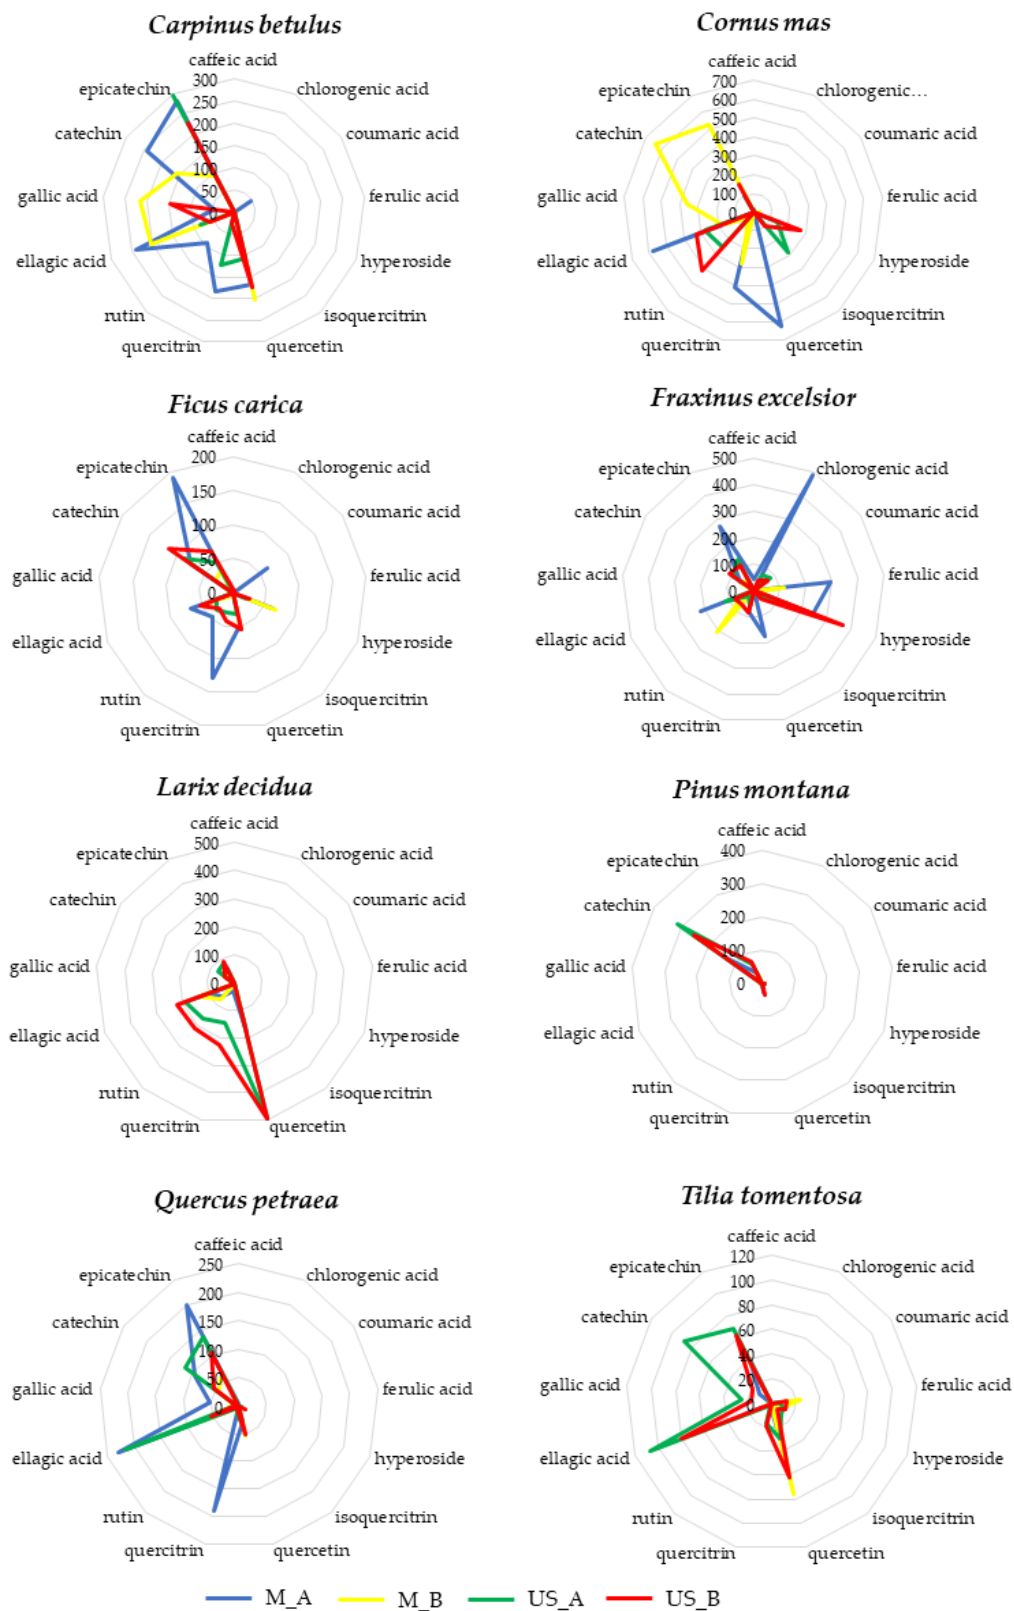 Carpinus betulus
caffeic acid
chlorogenic acid
coumaric acid
ferulic acid
hyperoside
isoquercitrin
quercetin
quercitrin
rutin
ellagic acid
gallic acid
catechin
epicatechin
300
250
200
150
100
50
0
Cornus mas
caffeic acid
chlorogenic…
coumaric acid
ferulic acid
hyperoside
isoquercitrin
quercetin
quercitrin
rutin
ellagic acid
gallic acid
catechin
epicatechin
700
600
500
400
300
200
100
0
Ficus carica
caffeic acid
chlorogenic acid
coumaric acid
ferulic acid
hyperoside
isoquercitrin
quercetin
quercitrin
rutin
ellagic acid
gallic acid
catechin
epicatechin
200
150
100
50
0
Fraxinus excelsior
caffeic acid
chlorogenic acid
coumaric acid
ferulic acid
hyperoside
isoquercitrin
quercetin
quercitrin
rutin
ellagic acid
gallic acid
catechin
epicatechin
500
400
300
200
100
0
Larix decidua
caffeic acid
chlorogenic acid
coumaric acid
ferulic acid
hyperoside
isoquercitrin
quercetin
quercitrin
rutin
ellagic acid
gallic acid
catechin
epicatechin
500
400
300
200
100
0
Pinus montana
caffeic acid
chlorogenic acid
coumaric acid
ferulic acid
hyperoside
isoquercitrin
quercetin
quercitrin
rutin
ellagic acid
gallic acid
catechin
epicatechin
400
300
200
100
0
Quercus petraea
caffeic acid
chlorogenic acid
coumaric acid
ferulic acid
hyperoside
isoquercitrin
quercetin
quercitrin
rutin
ellagic acid
gallic acid
catechin
epicatechin
250
200
150
100
50
0
Tilia tomentosa
caffeic acid
chlorogenic acid
coumaric acid
ferulic acid
hyperoside
isoquercitrin
quercetin
quercitrin
rutin
ellagic acid
gallic acid
catechin
epicatechin
120
100
80
60
40
20
0
M_A M_B US_A US_B